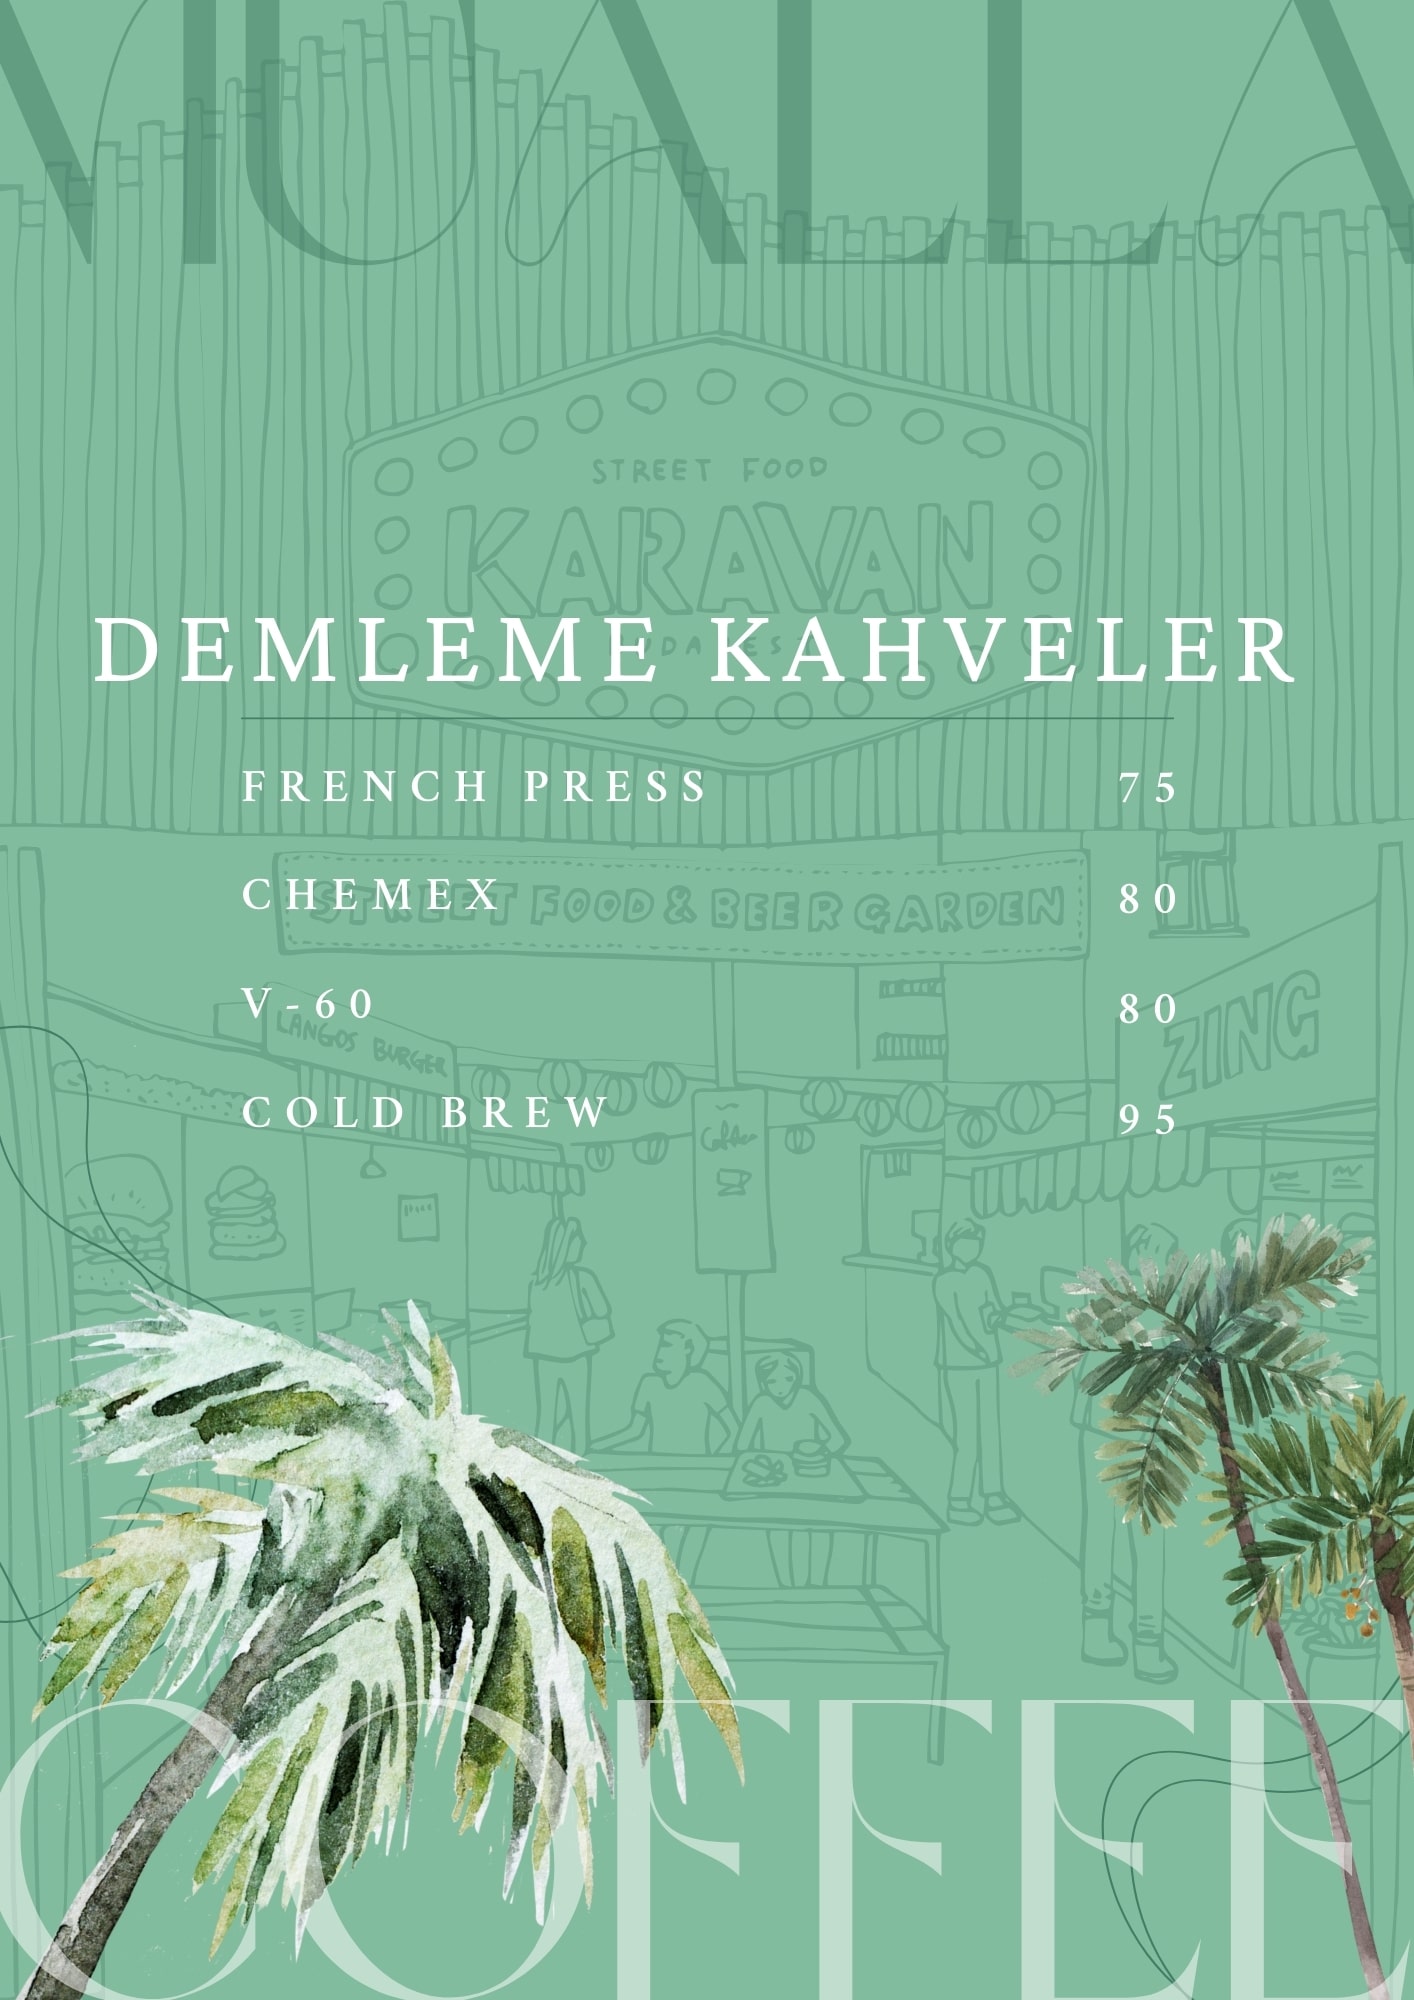 MUALLA
STREET FOOD
KARAVAN
DEMLEME KAHVELER
FRENCH PRESS 75
STREET FOOD & BEER GARDEN
CHEMEX 80
ZING
V-60 80
LANGOS BURGER
COLD BREW 95
COFFEE